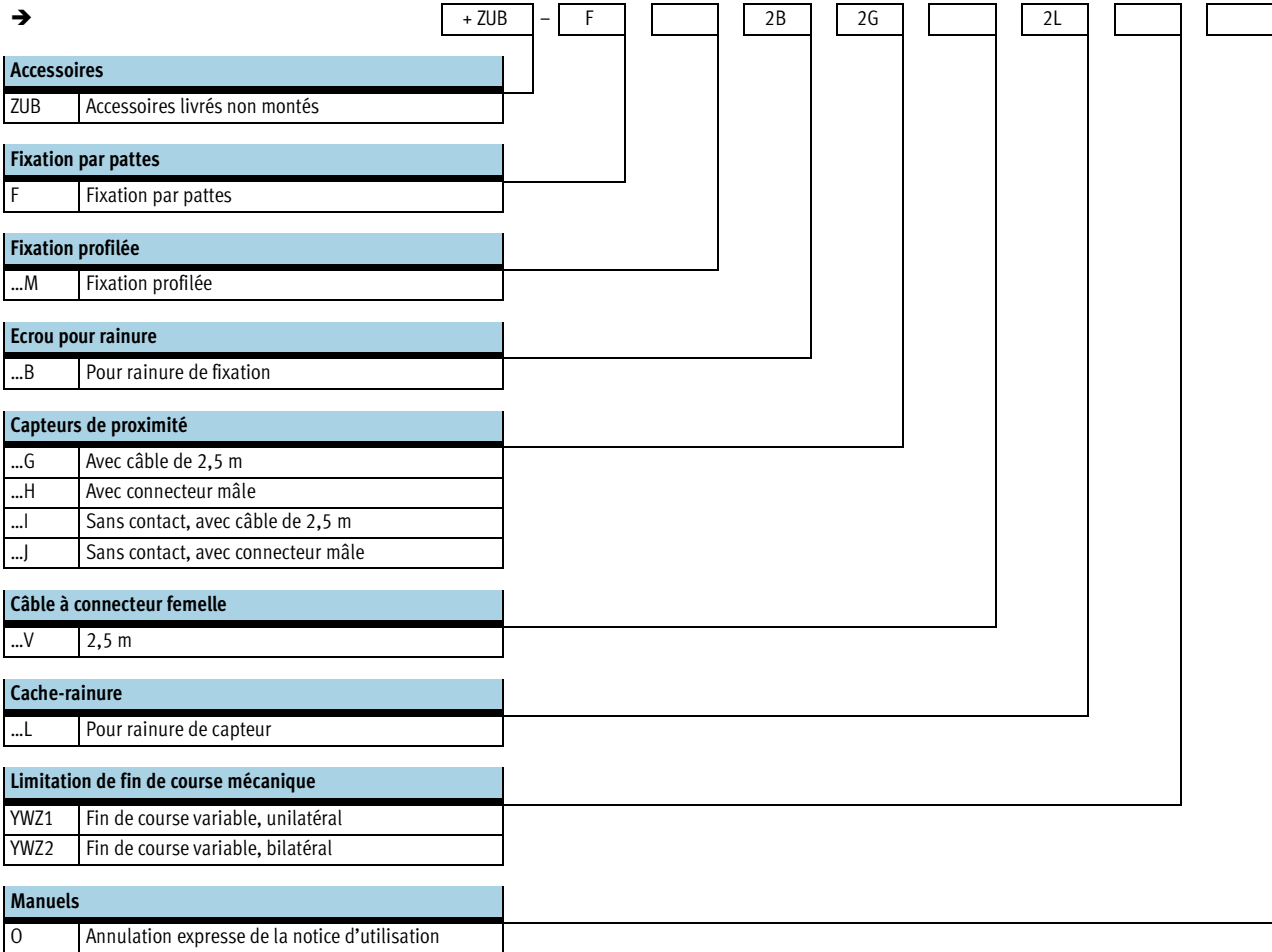 ➔ + ZUB – F 2B 2G 2L
Accessoires
ZUB Accessoires livrés non montés
Fixation par pattes
F Fixation par pattes
Fixation profilée
...M Fixation profilée
Ecrou pour rainure
...B Pour rainure de fixation
Capteurs de proximité
...G Avec câble de 2,5 m
...H Avec connecteur mâle
...I Sans contact, avec câble de 2,5 m
...J Sans contact, avec connecteur mâle
Câble à connecteur femelle
...V 2,5 m
Cache-rainure
...L Pour rainure de capteur
Limitation de fin de course mécanique
YWZ1 Fin de course variable, unilatéral
YWZ2 Fin de course variable, bilatéral
Manuels
O Annulation expresse de la notice d'utilisation